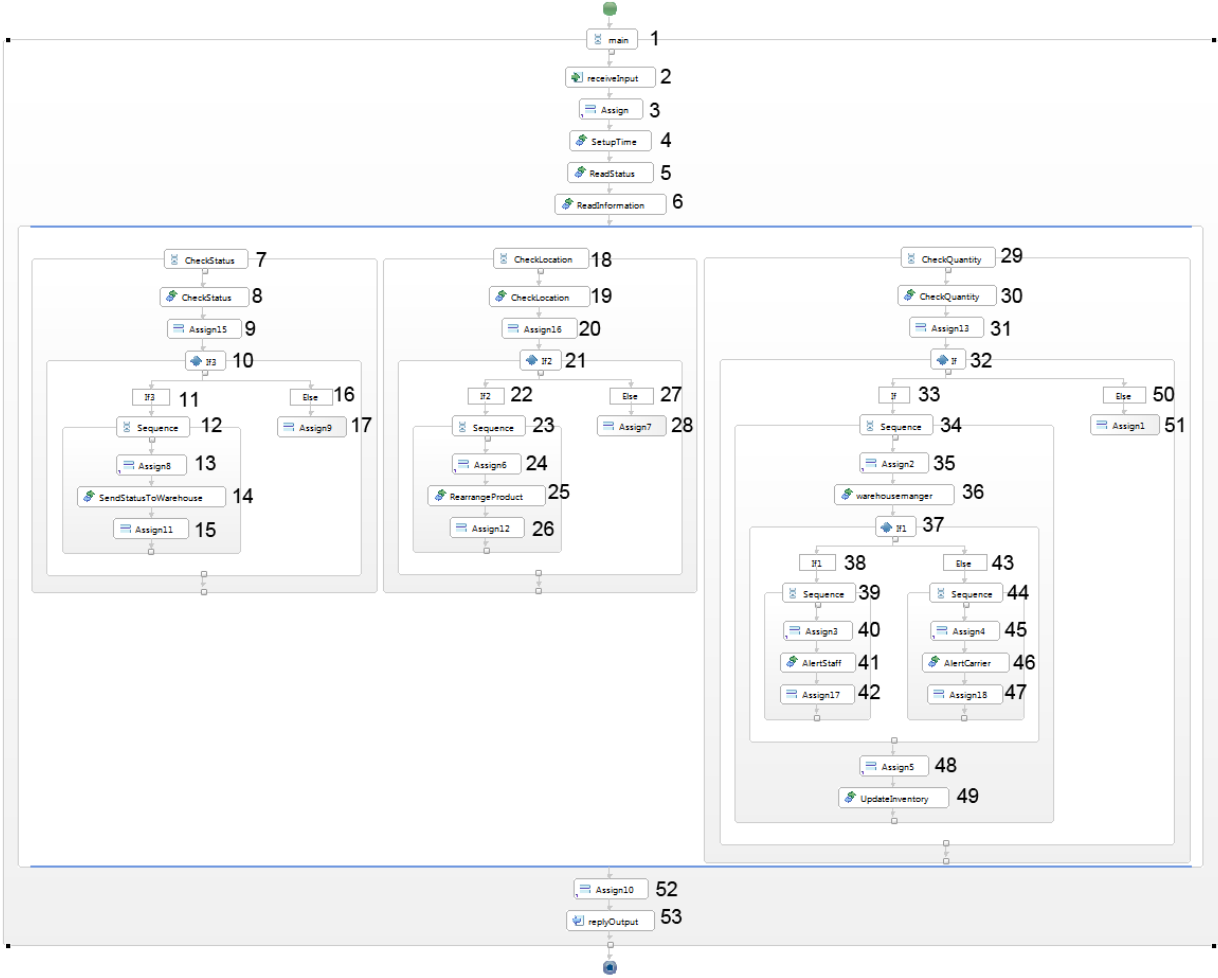 main 1
receiveInput 2
Assign 3
SetupTime 4
ReadStatus 5
ReadInformation 6
CheckStatus 7
CheckStatus 8
Assign15 9
If3 10
If3 11
Sequence 12
Assign8 13
SendStatusToWarehouse 14
Assign11 15
Else 16
Assign9 17
CheckLocation 18
CheckLocation 19
Assign16 20
If2 21
If2 22
Sequence 23
Assign6 24
RearrangeProduct 25
Assign12 26
Else 27
Assign7 28
CheckQuantity 29
CheckQuantity 30
Assign13 31
If 32
If 33
Sequence 34
Assign2 35
warehousemanger 36
If1 37
If1 38
Sequence 39
Assign3 40
AlertStaff 41
Assign17 42
Else 43
Sequence 44
Assign4 45
AlertCarrier 46
Assign18 47
Assign5 48
UpdateInventory 49
Else 50
Assign1 51
Assign10 52
replyOutput 53